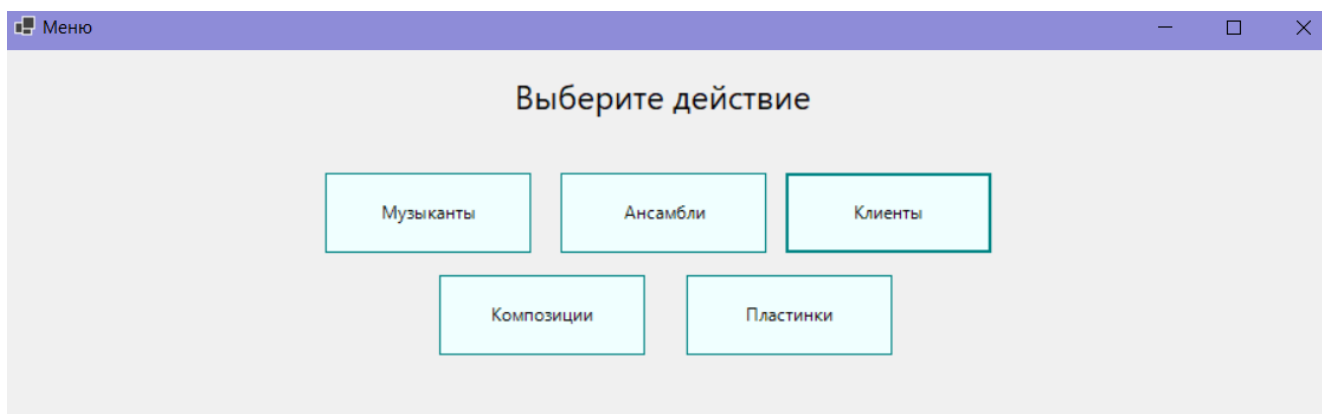 Меню
Выберите действие
Музыканты Ансамбли Клиенты
Композиции Пластинки